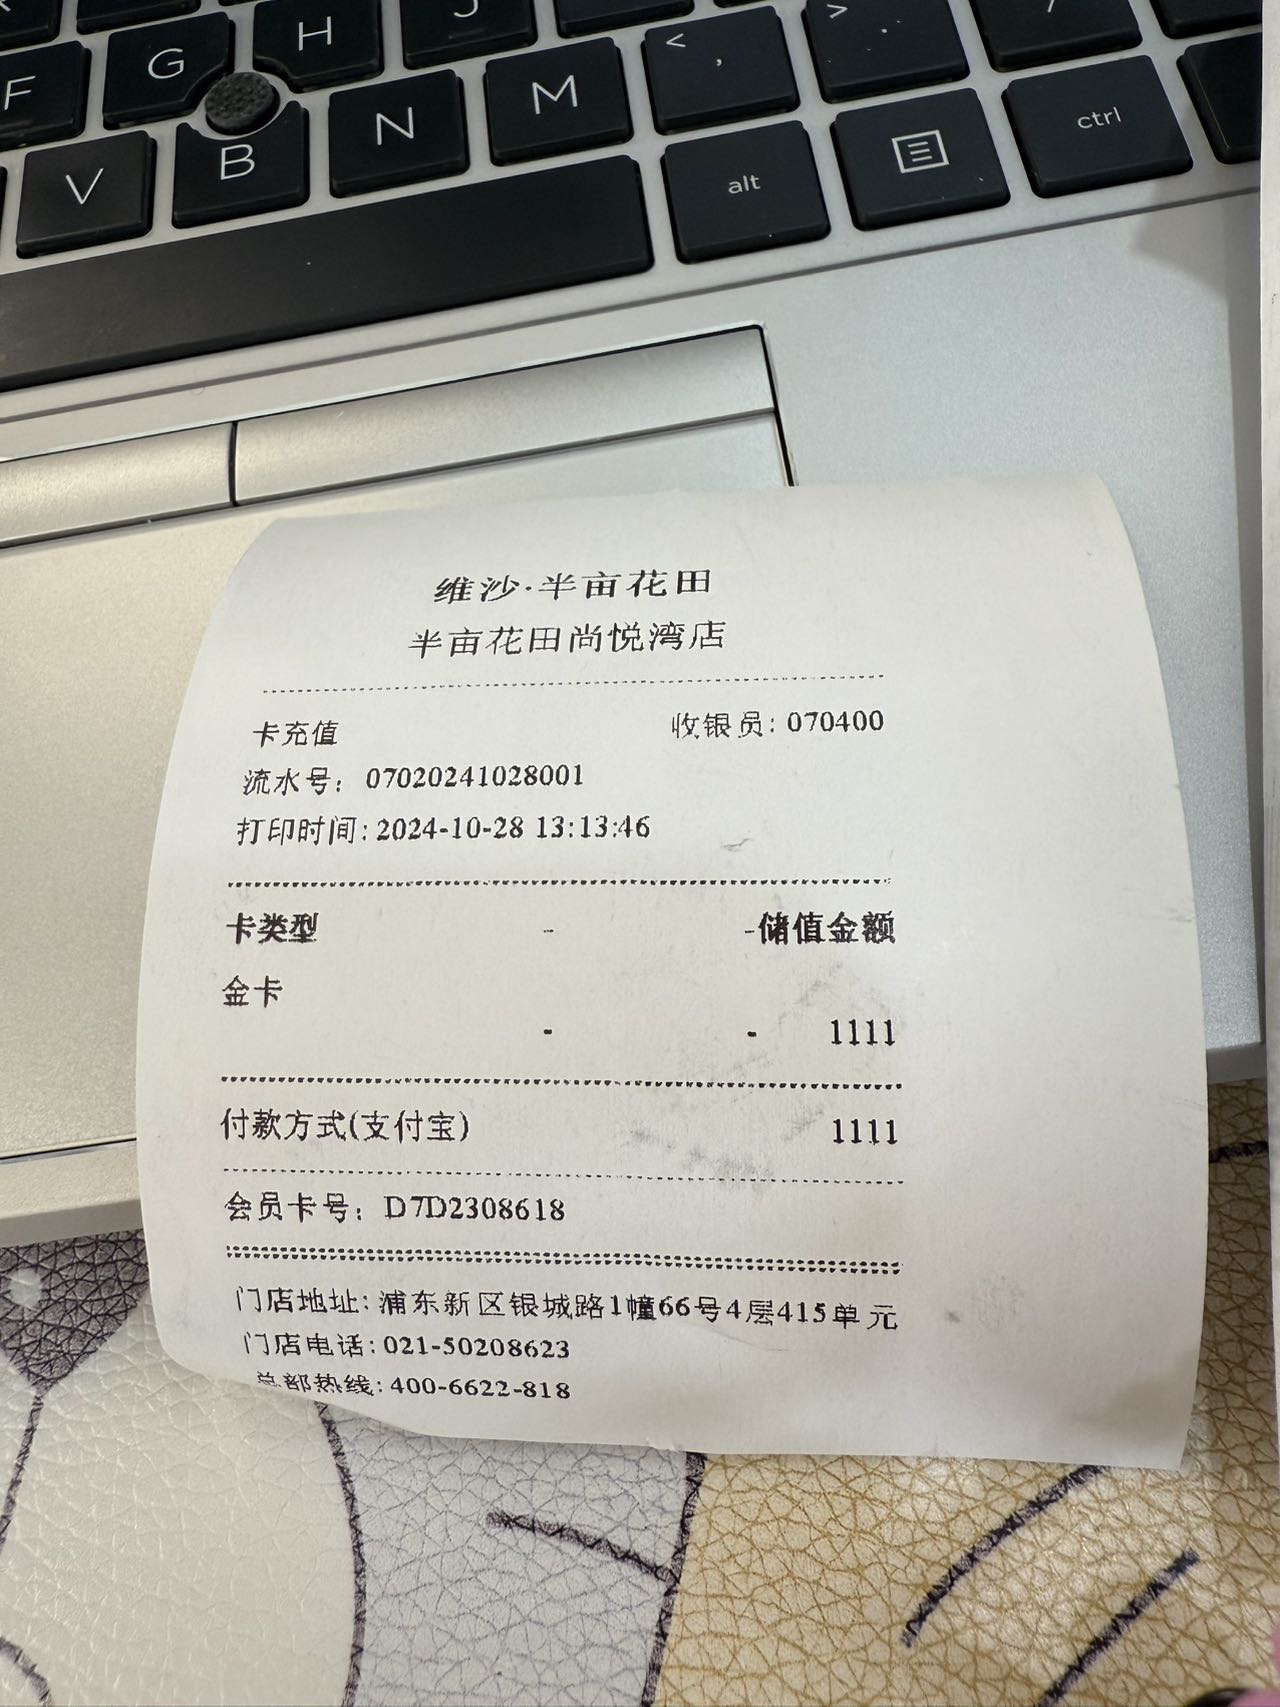 H
J
F
G
<
,
>
.
/
V
B
N
M
alt
ctrl
维沙·半亩花田
半亩花田尚悦湾店
卡充值 收银员: 070400
流水号: 07020241028001
打印时间: 2024-10-28 13:13:46
卡类型 - -储值金额
金卡
- - 1111
付款方式(支付宝) 1111
会员卡号: D7D2308618
门店地址: 浦东新区银城路1幢66号4层415单元
门店电话: 021-50208623
总部热线: 400-6622-818